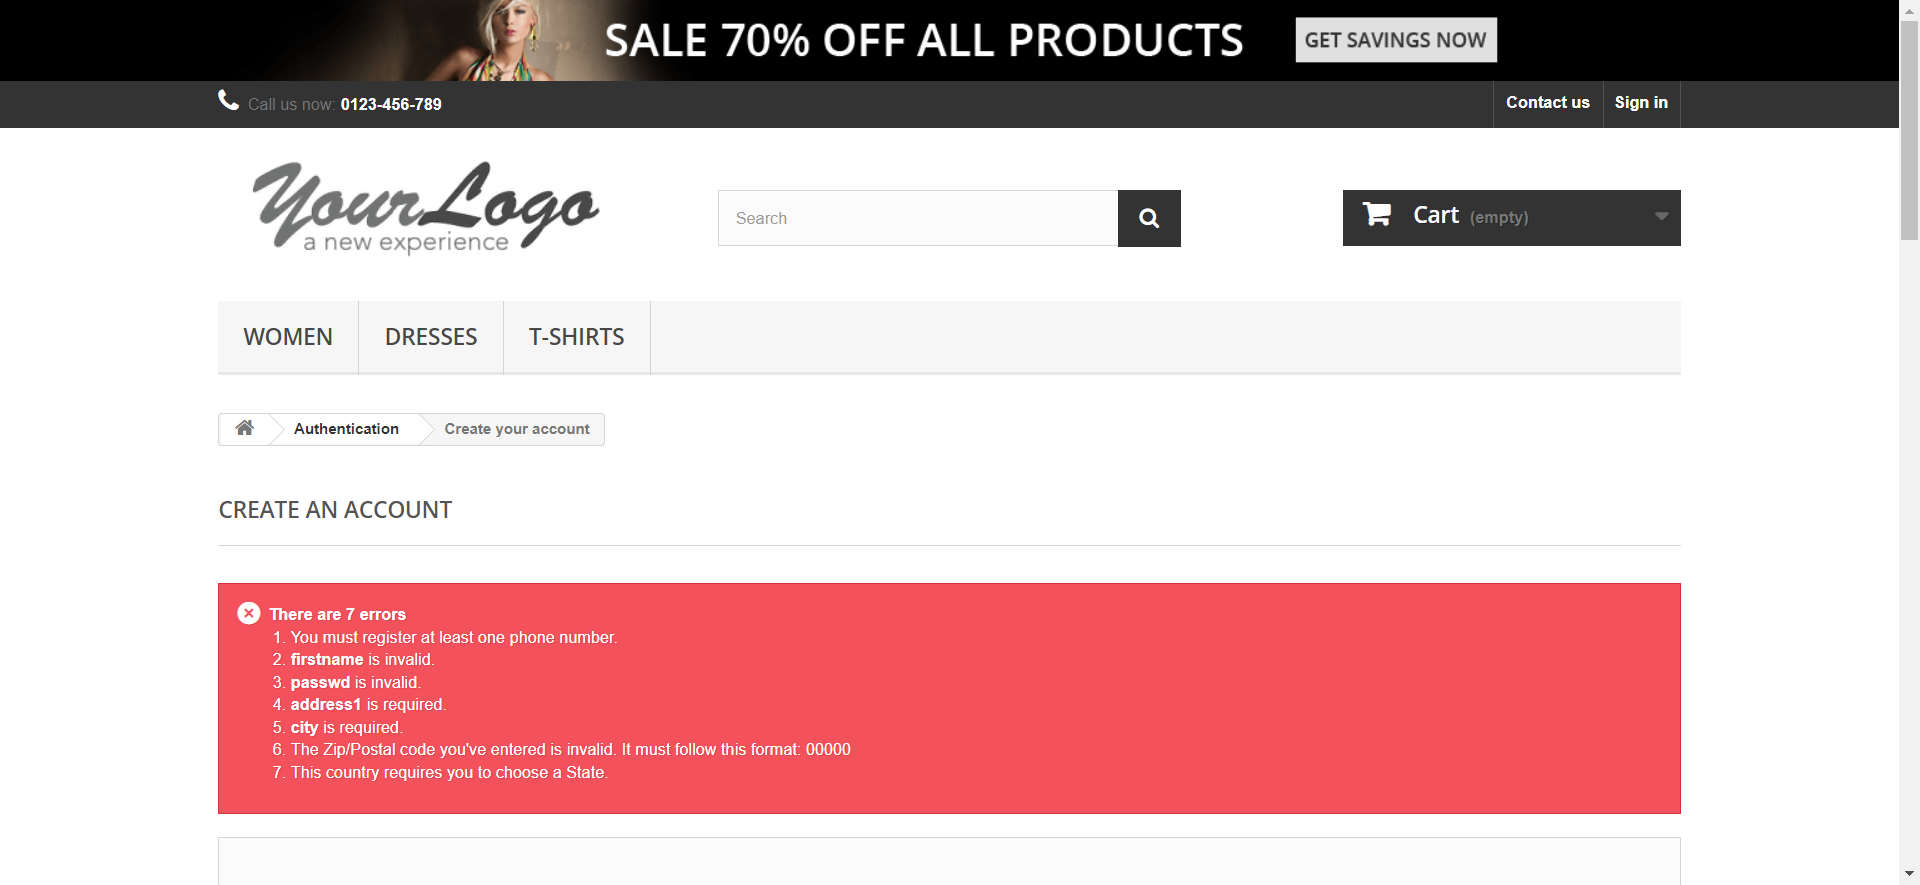 SALE 70% OFF ALL PRODUCTS GET SAVINGS NOW
Call us now: 0123-456-789 Contact us Sign in
YourLogo
a new experience
Search
Cart (empty)
WOMEN DRESSES T-SHIRTS
Authentication Create your account
CREATE AN ACCOUNT
There are 7 errors
1. You must register at least one phone number.
2. firstname is invalid.
3. passwd is invalid.
4. address1 is required.
5. city is required.
6. The Zip/Postal code you've entered is invalid. It must follow this format: 00000
7. This country requires you to choose a State.